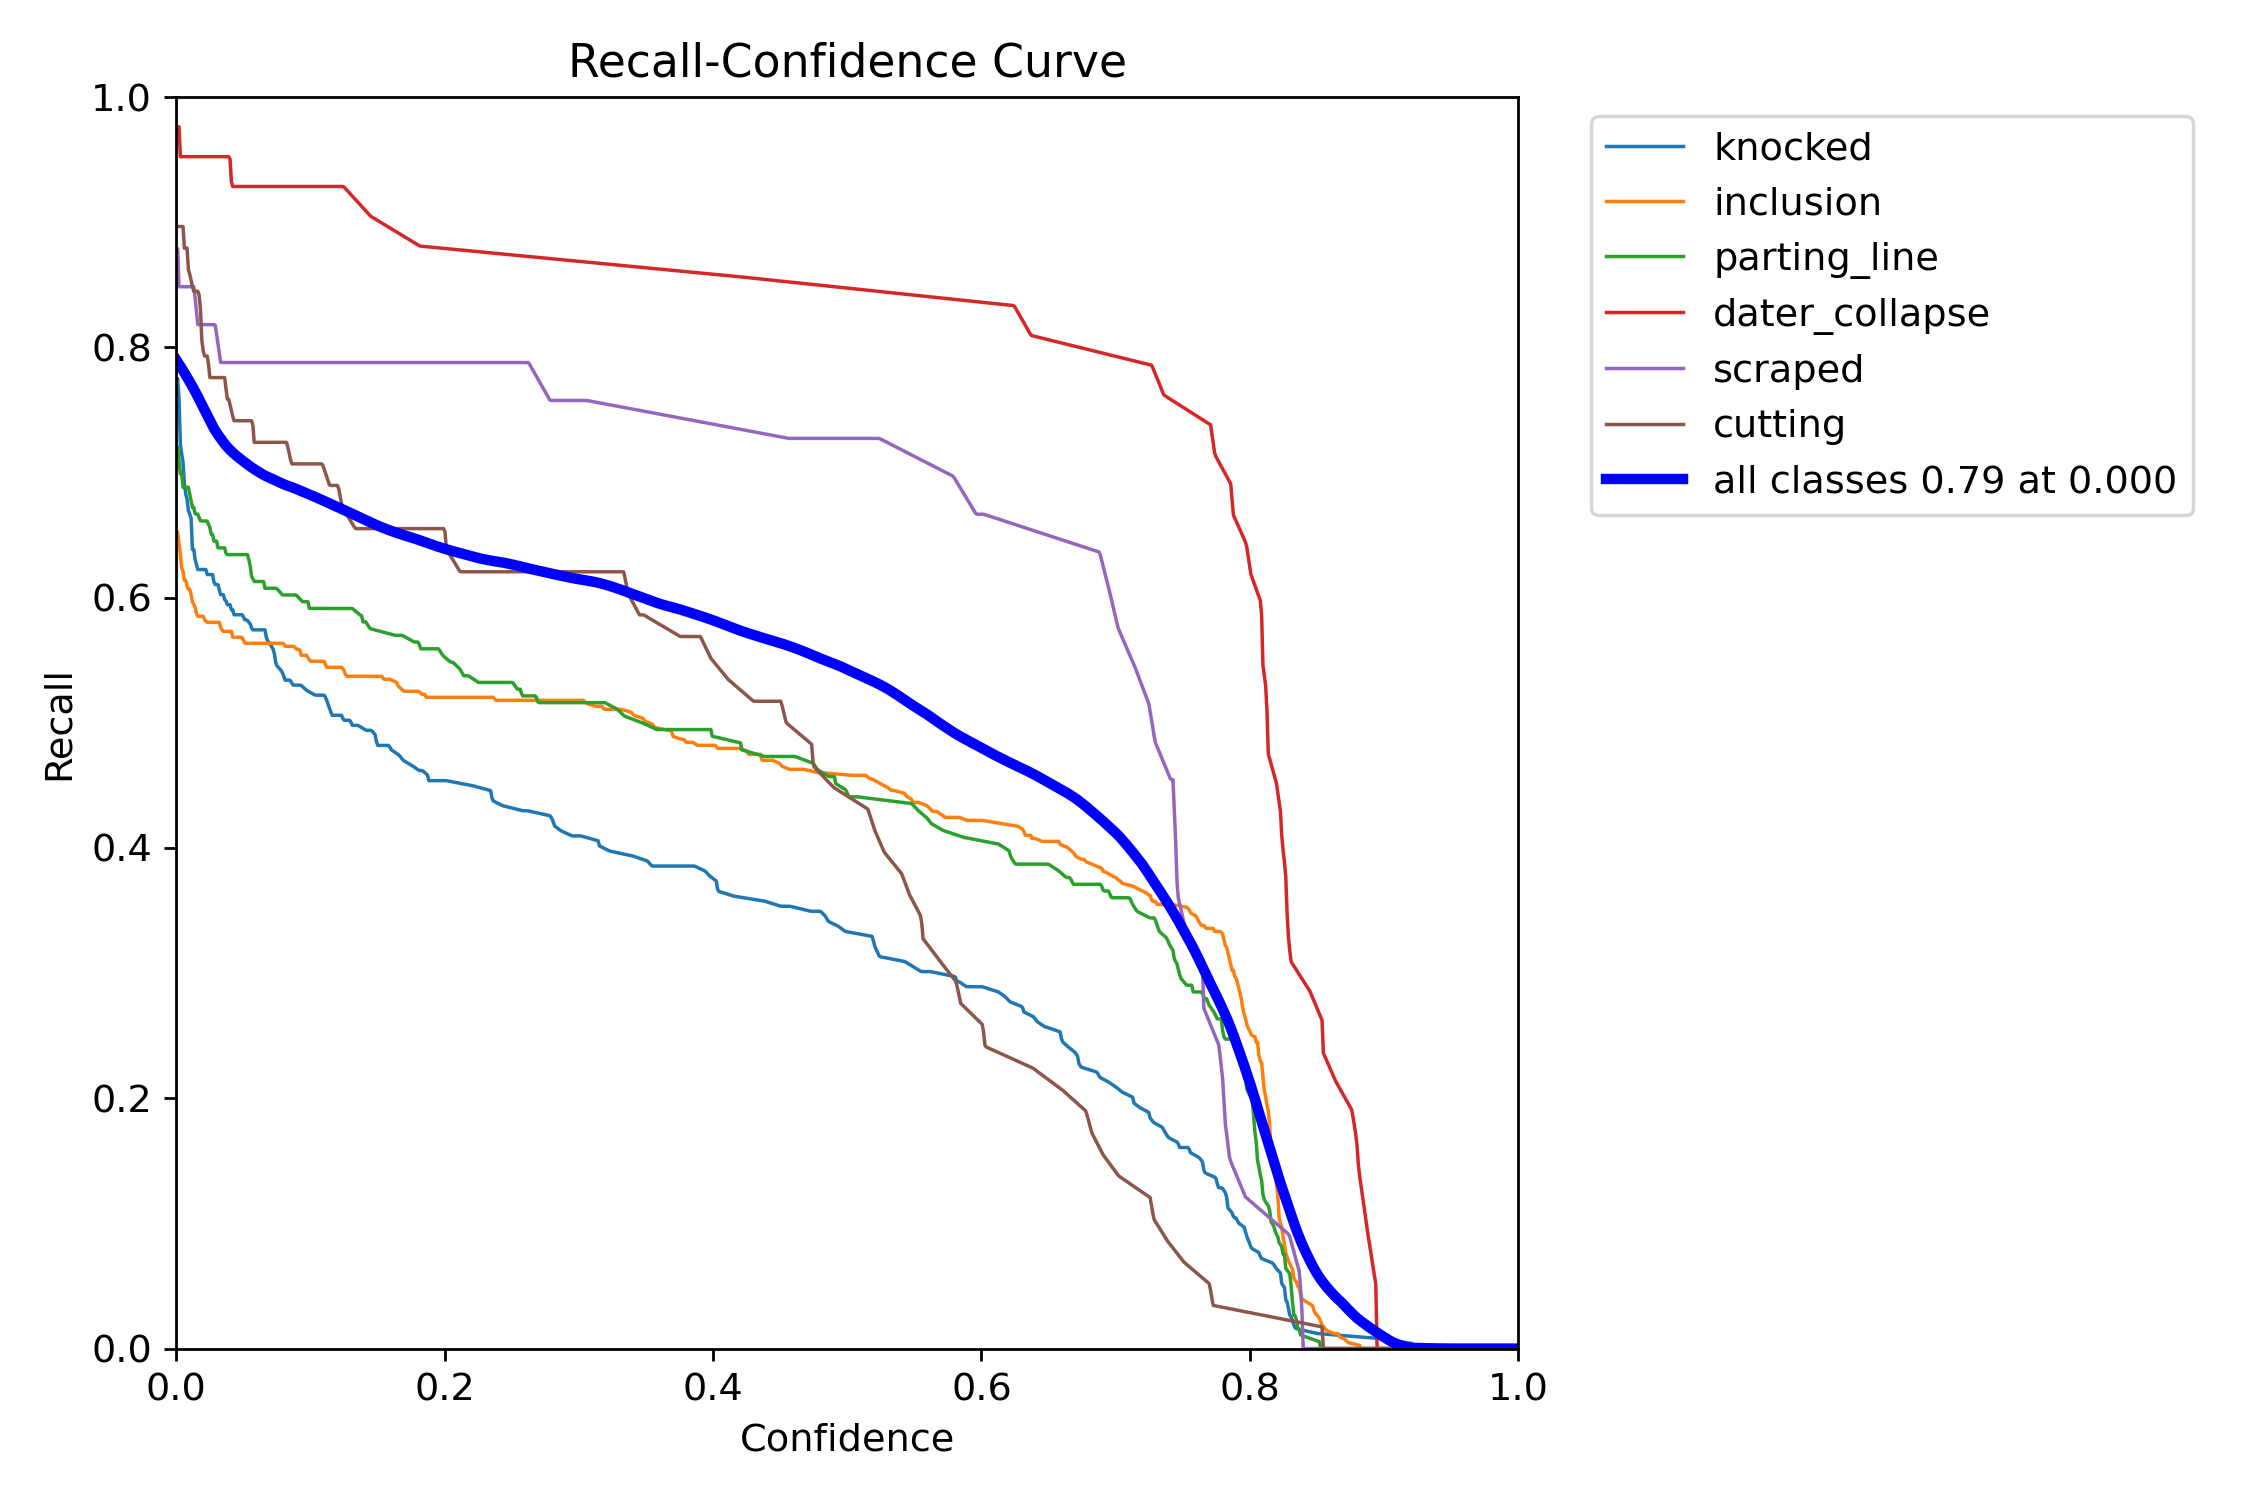 Recall-Confidence Curve
1.0
0.8
0.6
0.4
0.2
0.0
Recall
0.0 0.2 0.4 0.6 0.8 1.0
Confidence
knocked
inclusion
parting_line
dater_collapse
scraped
cutting
all classes 0.79 at 0.000